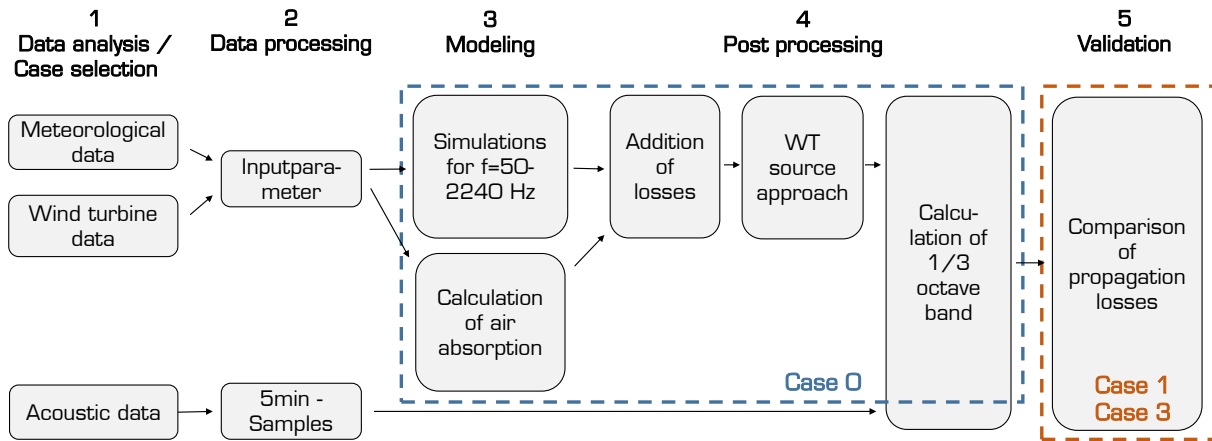 1
Data analysis /
Case selection
2
Data processing
3
Modeling
4
Post processing
5
Validation
Meteorological
data
Wind turbine
data
Acoustic data
Inputpara-
meter
5min -
Samples
Simulations
for f=50-
2240 Hz
Calculation
of air
absorption
Addition
of
losses
WT
source
approach
Calcu-
lation of
1/3
octave
band
Case 0
Comparison
of
propagation
losses
Case 1
Case 3